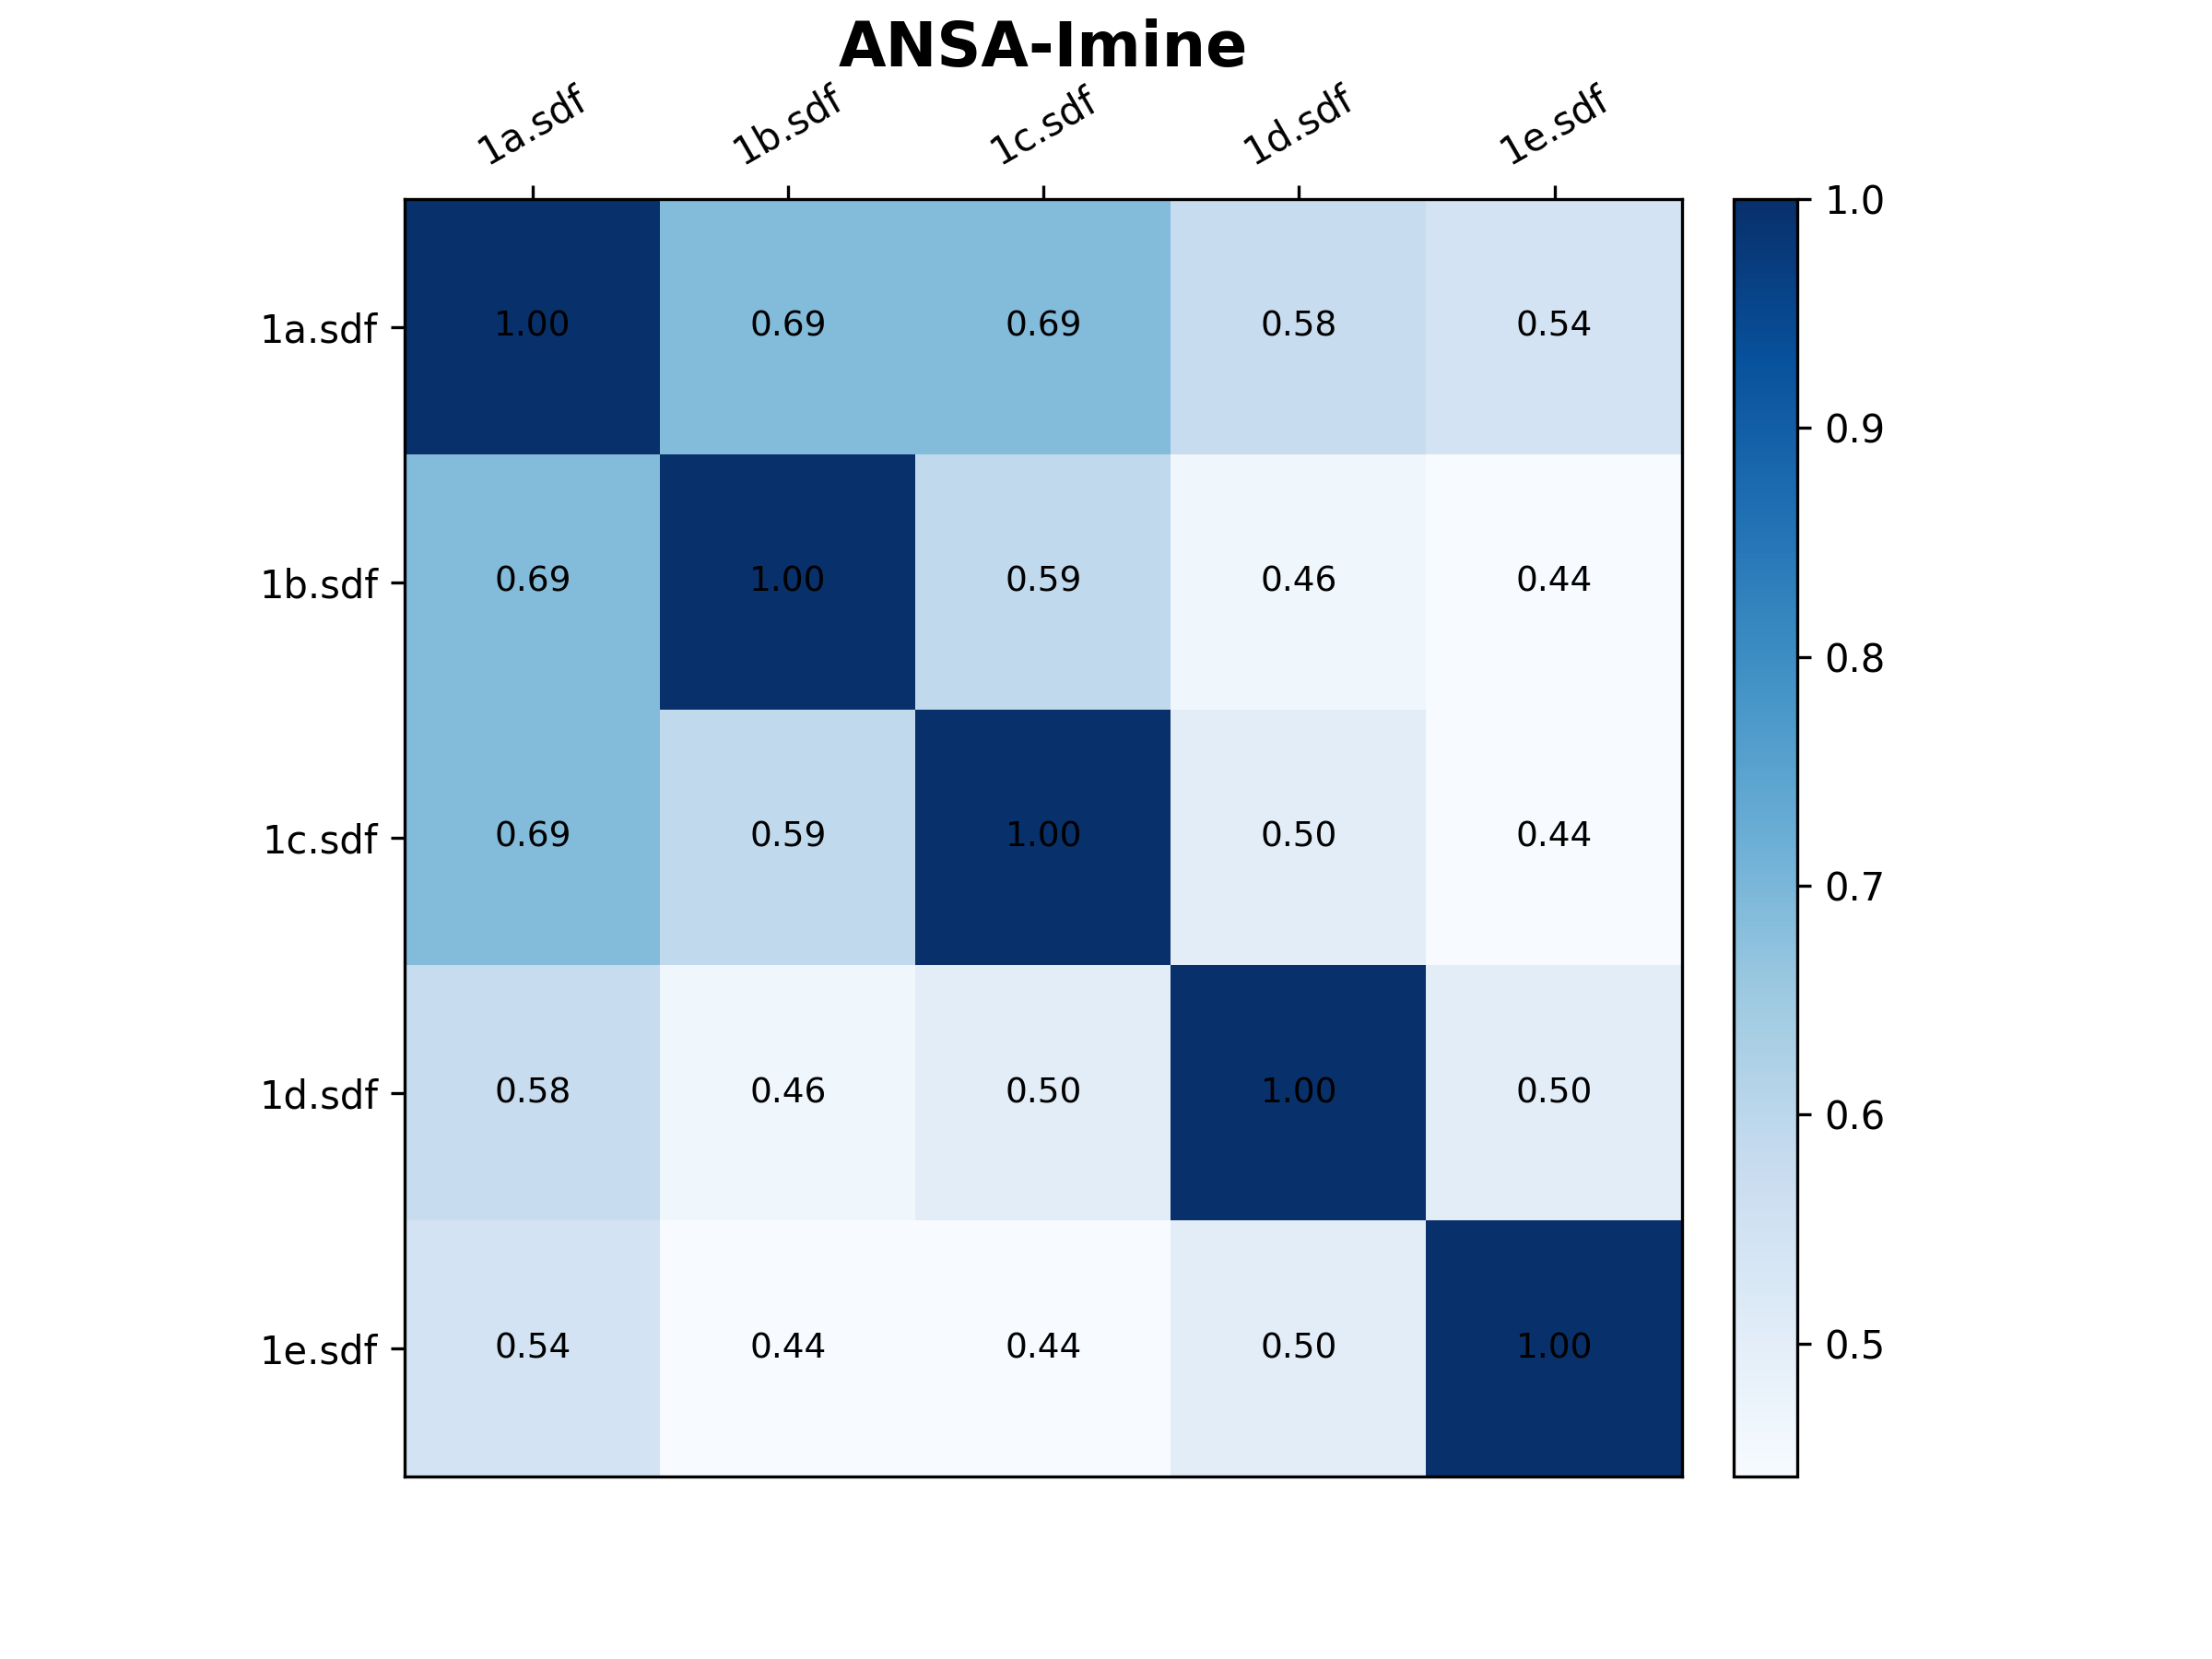 ANSA-Imine
1a.sdf 1b.sdf 1c.sdf 1d.sdf 1e.sdf
1a.sdf 1.00 0.69 0.69 0.58 0.54
1b.sdf 0.69 1.00 0.59 0.46 0.44
1c.sdf 0.69 0.59 1.00 0.50 0.44
1d.sdf 0.58 0.46 0.50 1.00 0.50
1e.sdf 0.54 0.44 0.44 0.50 1.00
1.0
0.9
0.8
0.7
0.6
0.5